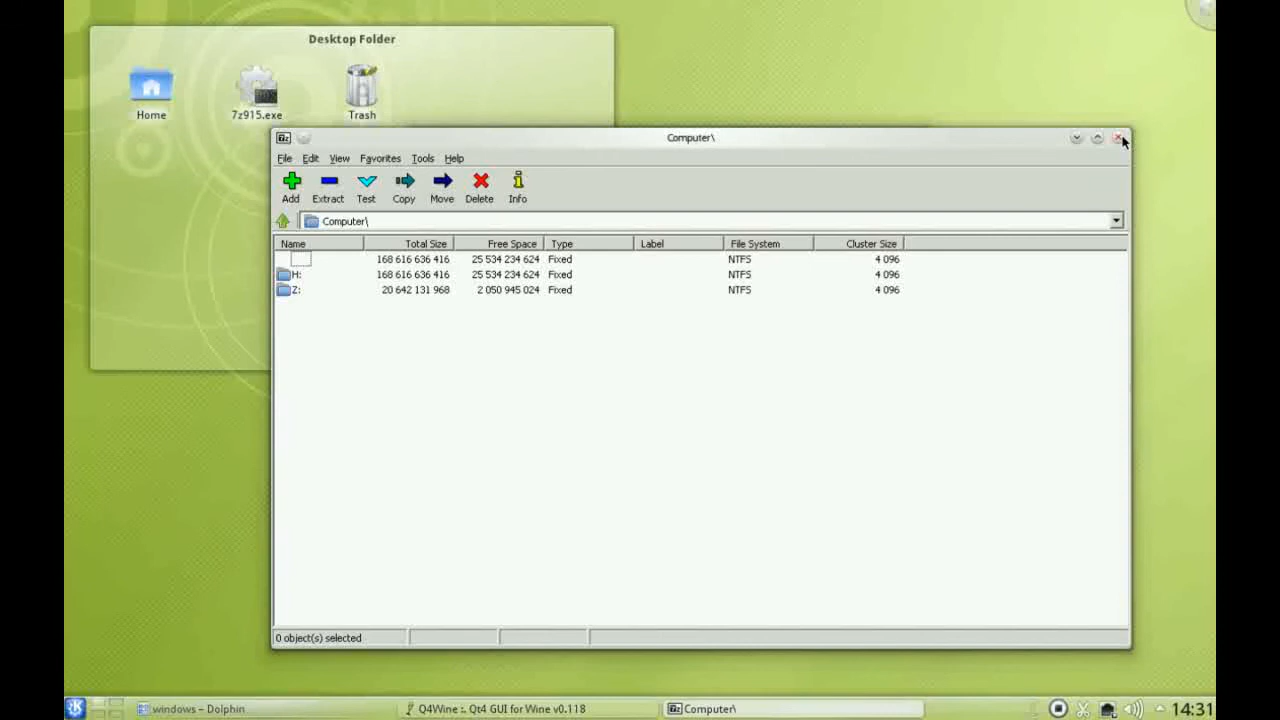 Desktop Folder
Home
7z915.exe
Trash
7z
Computer\
File Edit View Favorites Tools Help
Add Extract Test Copy Move Delete Info
Computer\
Name Total Size Free Space Type Label File System Cluster Size
168 616 636 416 25 534 234 624 Fixed NTFS 4 096
H: 168 616 636 416 25 534 234 624 Fixed NTFS 4 096
Z: 20 642 131 968 2 050 945 024 Fixed NTFS 4 096
0 object(s) selected
windows – Dolphin
Q4Wine :. Qt4 GUI for Wine v0.118
7z Computer\
14:31